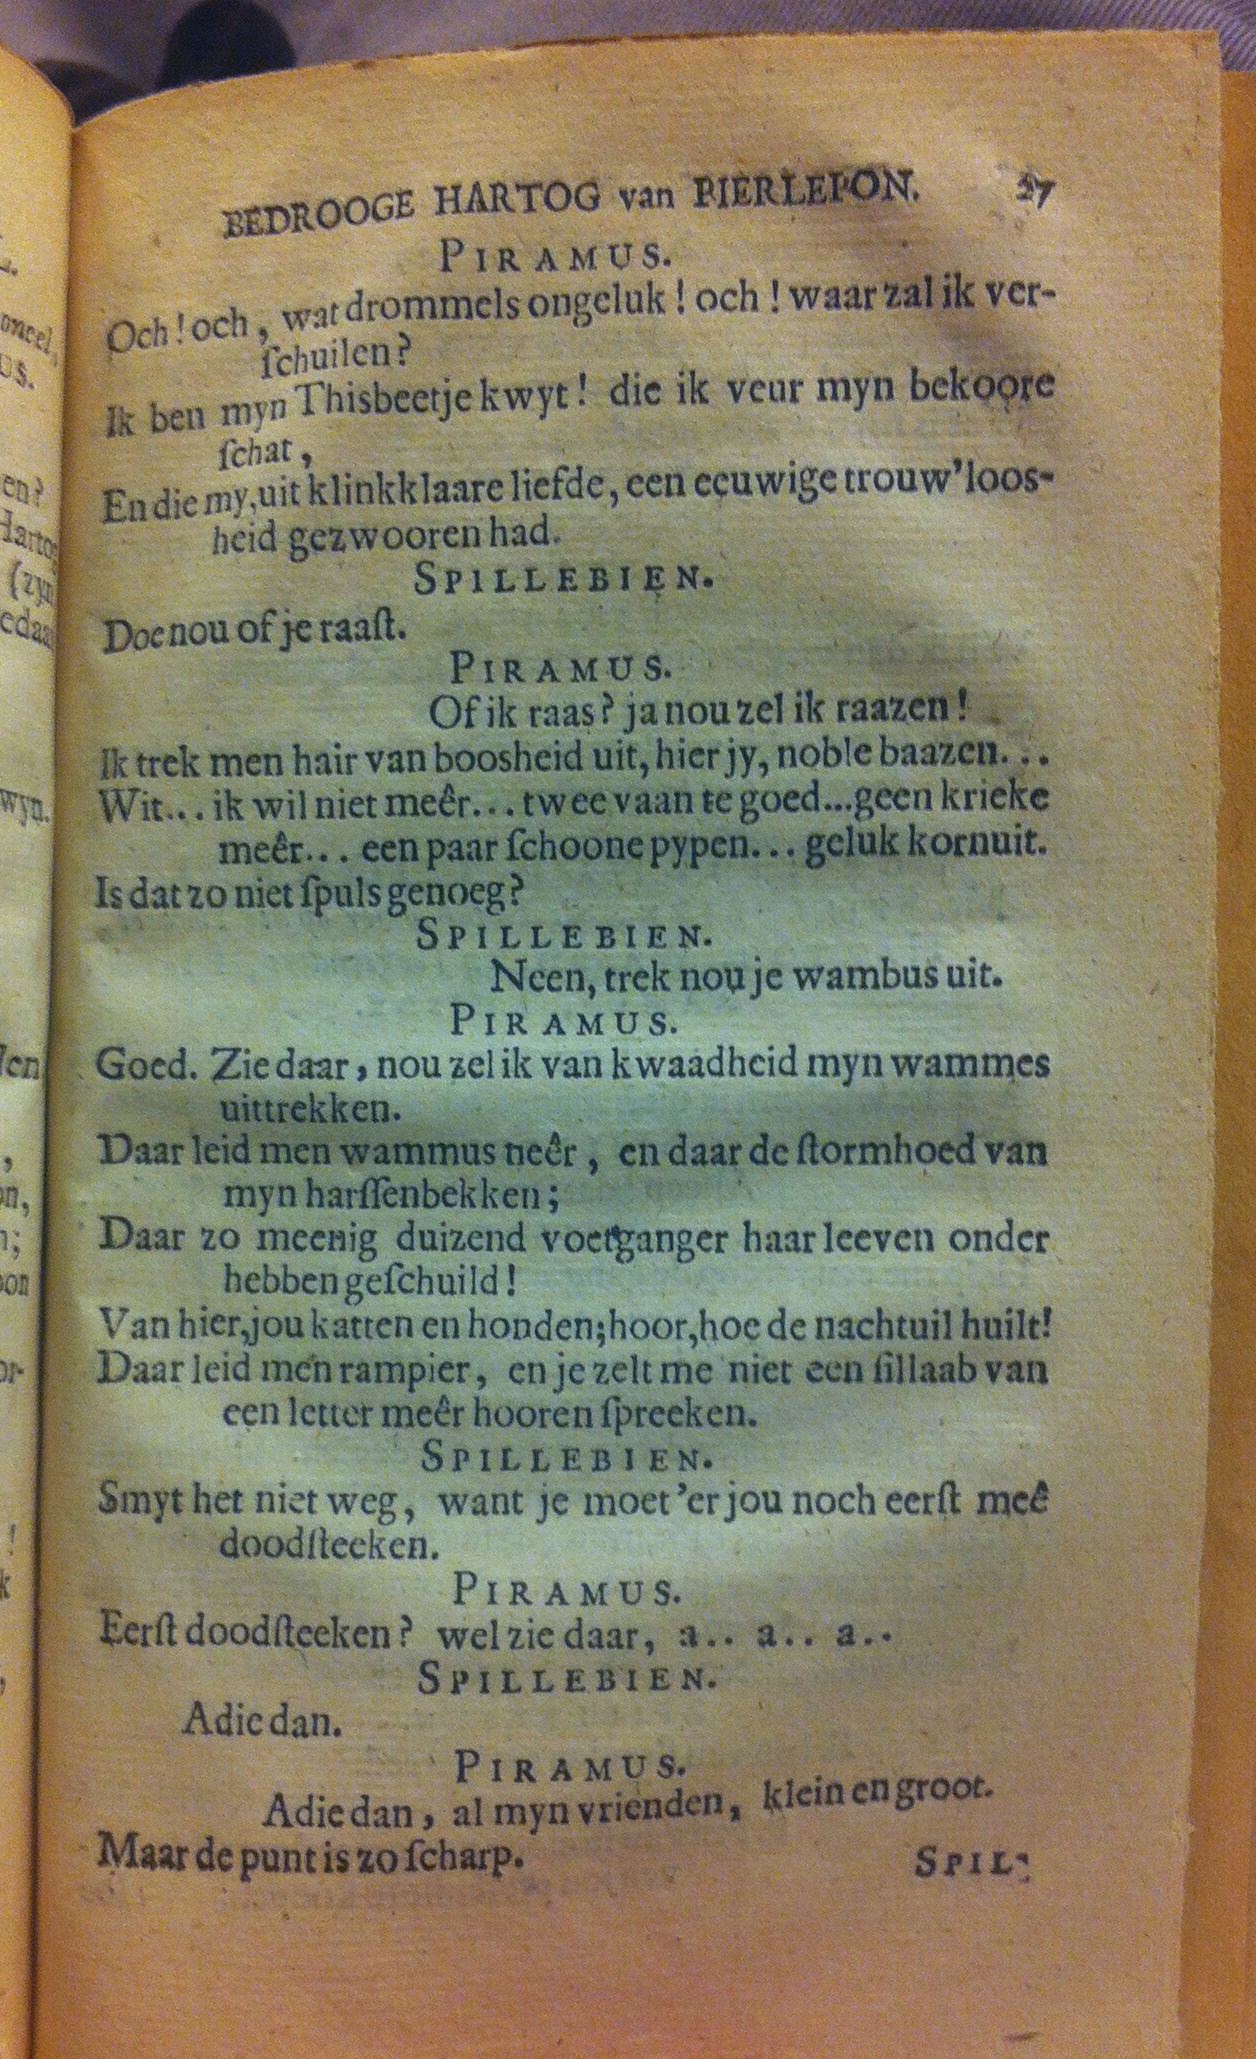 BEDROOGE HARTOG van PIERLEPON. 27
PIRAMUS.
Och! och, wat drommels ongeluk! och! waar zal ik ver-
ſchuilen?
Ik ben myn Thisbeetje kwyt! die ik veur myn bekoore
ſchat,
En die my, uit klinkklaare liefde, een eeuwige trouw'loos-
heid gezwooren had.
SPILLEBIEN.
Doe nou of je raaſt.
PIRAMUS.
Of ik raas? ja nou zel ik raazen!
Ik trek men hair van boosheid uit, hier jy, noble baazen...
Wit... ik wil niet meêr... twee vaan te goed... geen krieke
meêr... een paar ſchoone pypen... geluk kornuit.
Is dat zo niet ſpuls genoeg?
SPILLEBIEN.
Neen, trek nou je wambus uit.
PIRAMUS.
Goed. Zie daar, nou zel ik van kwaadheid myn wammes
uittrekken.
Daar leid men wammus neêr, en daar de ſtormhoed van
myn harſſenbekken;
Daar zo meenig duizend voetganger haar leeven onder
hebben geſchuild!
Van hier, jou katten en honden; hoor, hoe de nachtuil huilt!
Daar leid men rampier, en je zelt me niet een ſillaab van
een letter meêr hooren ſpreeken.
SPILLEBIEN.
Smyt het niet weg, want je moet 'er jou noch eerſt meê
doodſteeken.
PIRAMUS.
Eerſt doodſteeken? wel zie daar, a.. a.. a..
SPILLEBIEN.
Adie dan.
PIRAMUS.
Adie dan, al myn vrienden, klein en groot.
Maar de punt is zo ſcharp.
SPIL-